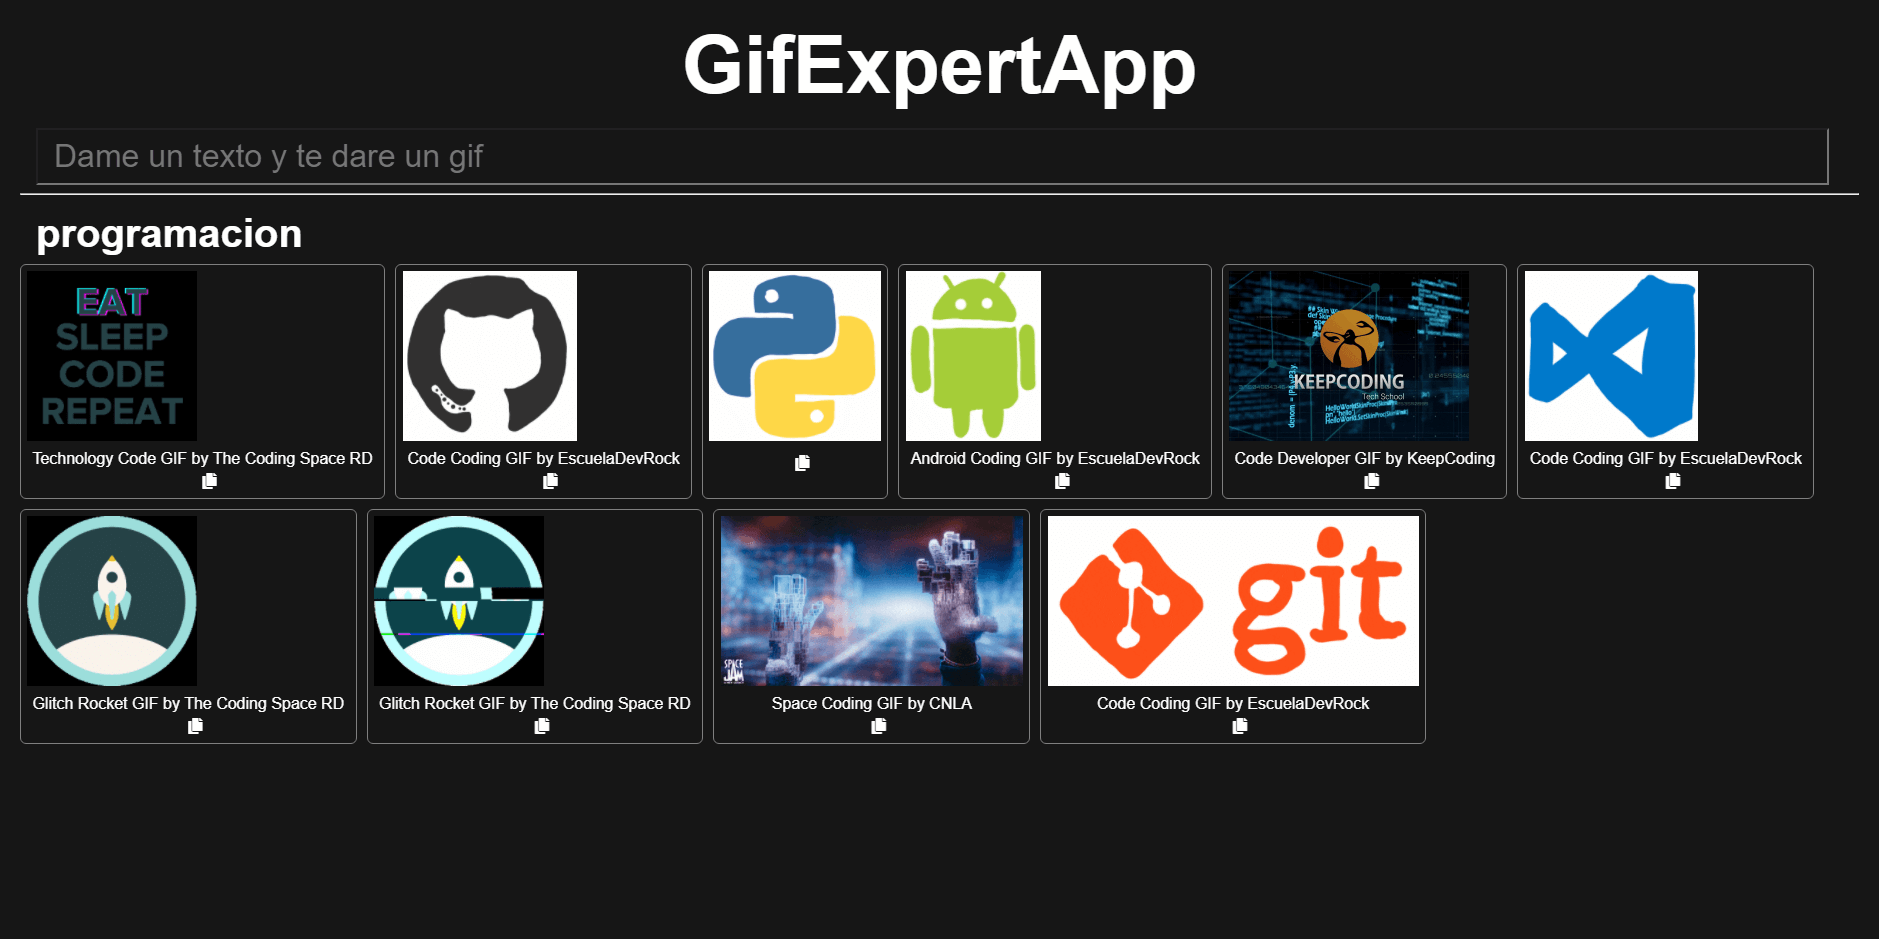 GifExpertApp
Dame un texto y te dare un gif
programacion
EAT
SLEEP
CODE
REPEAT
Technology Code GIF by The Coding Space RD
Code Coding GIF by EscuelaDevRock
Android Coding GIF by EscuelaDevRock
KEEPCODING
Tech School
Code Developer GIF by KeepCoding
Code Coding GIF by EscuelaDevRock
Glitch Rocket GIF by The Coding Space RD
Glitch Rocket GIF by The Coding Space RD
SPACE
JAM
Space Coding GIF by CNLA
git
Code Coding GIF by EscuelaDevRock